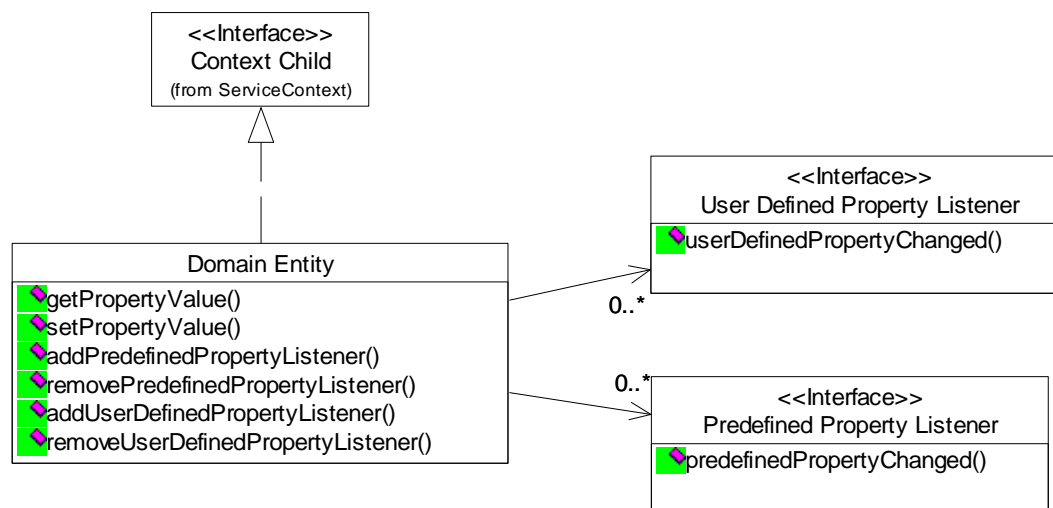 <<Interface>>
Context Child
(from ServiceContext)
<<Interface>>
User Defined Property Listener
userDefinedPropertyChanged()
Domain Entity
getPropertyValue()
setPropertyValue()
addPredefinedPropertyListener()
removePredefinedPropertyListener()
addUserDefinedPropertyListener()
removeUserDefinedPropertyListener()
0..*
0..*
<<Interface>>
Predefined Property Listener
predefinedPropertyChanged()